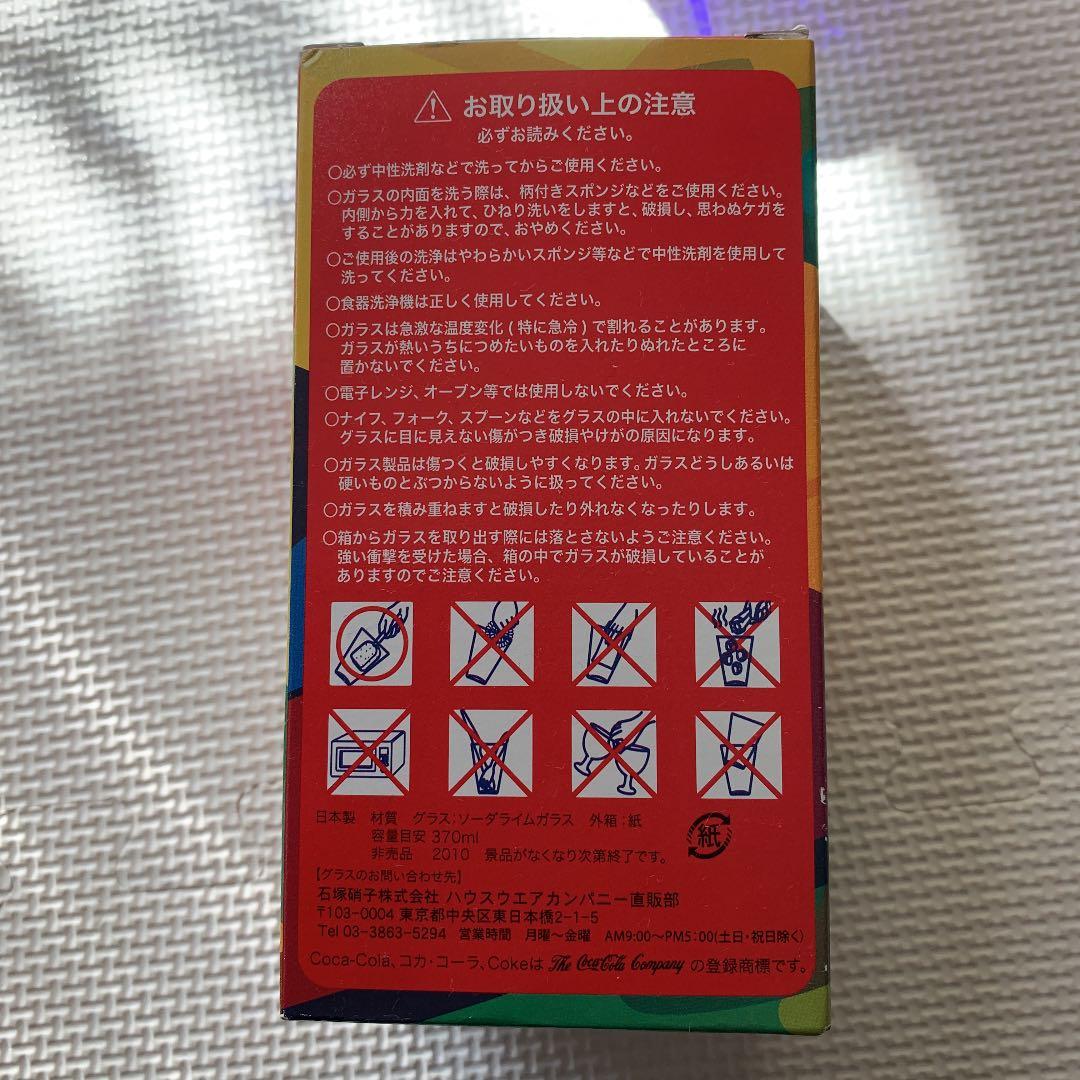 お取り扱い上の注意
必ずお読みください。
○必ず中性洗剤などで洗ってからご使用ください。
○ガラスの内面を洗う際は、柄付きスポンジなどをご使用ください。
内側から力を入れて、ひねり洗いをしますと、破損し、思わぬケガを
することがありますので、おやめください。
○ご使用後の洗浄はやわらかいスポンジ等などで中性洗剤を使用して
洗ってください。
○食器洗浄機は正しく使用してください。
○ガラスは急激な温度変化(特に急冷)で割れることがあります。
ガラスが熱いうちにつめたいものを入れたりぬれたところに
置かないでください。
○電子レンジ、オーブン等では使用しないでください。
○ナイフ、フォーク、スプーンなどをグラスの中に入れないでください。
グラスに目に見えない傷がつき破損やけがの原因になります。
○ガラス製品は傷つくと破損しやすくなります。ガラスどうしあるいは
硬いものとぶつからないように扱ってください。
○ガラスを積み重ねますと破損したり外れなくなったりします。
○箱からガラスを取り出す際には落とさないようご注意ください。
強い衝撃を受けた場合、箱の中でガラスが破損していることが
ありますのでご注意ください。
日本製 材質 グラス:ソーダライムガラス 外箱:紙
容量目安 370ml
非売品 2010 景品がなくなり次第終了です。
紙
【グラスのお問い合わせ先】
石塚硝子株式会社 ハウスウエアカンパニー直販部
〒103-0004 東京都中央区東日本橋2-1-5
Tel 03-3863-5294 営業時間 月曜~金曜 AM9:00~PM5:00(土日・祝日除く)
Coca-Cola、コカ・コーラ、Cokeは The Coca-Cola Company の登録商標です。